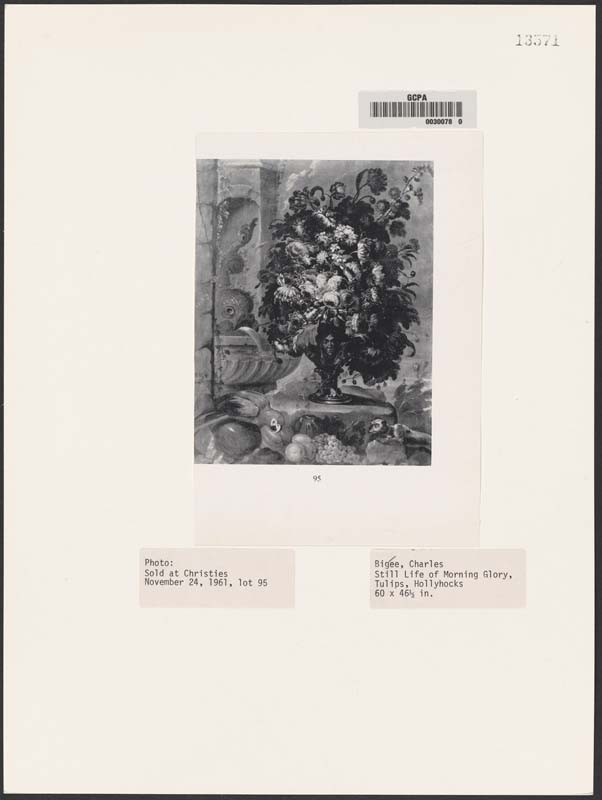 13371
GCPA
0030078 0
95
Photo:
Sold at Christies
November 24, 1961, lot 95
Bigée, Charles
Still Life of Morning Glory,
Tulips, Hollyhocks
60 x 46½ in.